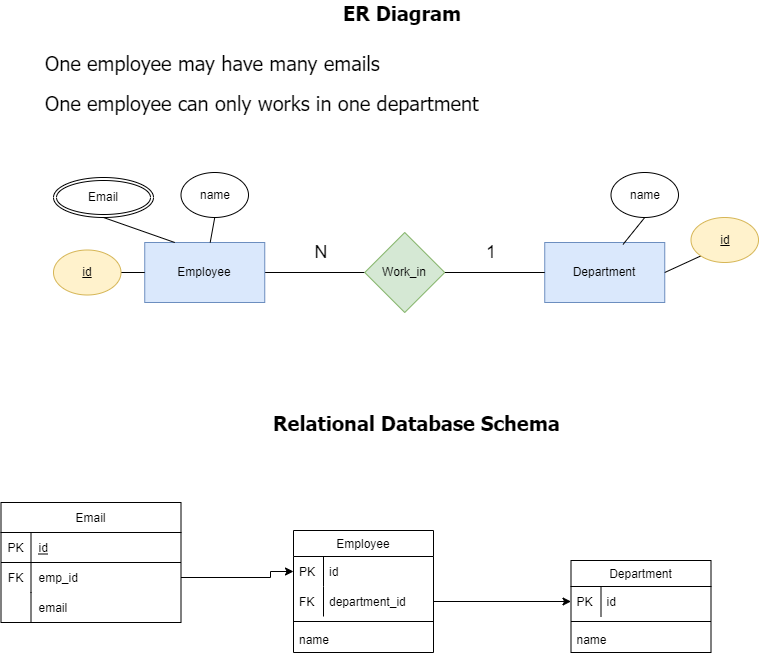 ER Diagram
One employee may have many emails
One employee can only works in one department
Email
name
name
id
id
Employee
N
Work_in
1
Department
Relational Database Schema
Email
PK id
FK emp_id
email
Employee
PK id
FK department_id
name
Department
PK id
name